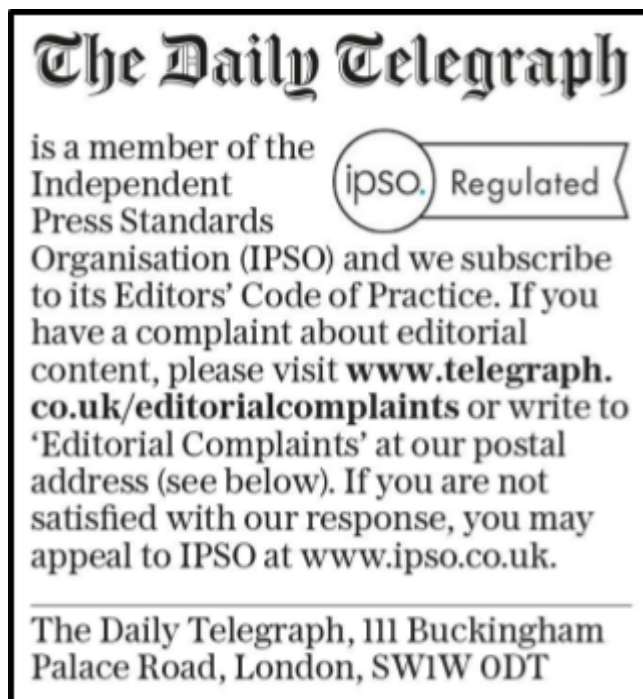 The Daily Telegraph
is a member of the
Independent
Press Standards
ipso. Regulated
Organisation (IPSO) and we subscribe
to its Editors’ Code of Practice. If you
have a complaint about editorial
content, please visit www.telegraph.
co.uk/editorialcomplaints or write to
‘Editorial Complaints’ at our postal
address (see below). If you are not
satisfied with our response, you may
appeal to IPSO at www.ipso.co.uk.
The Daily Telegraph, 111 Buckingham
Palace Road, London, SW1W 0DT